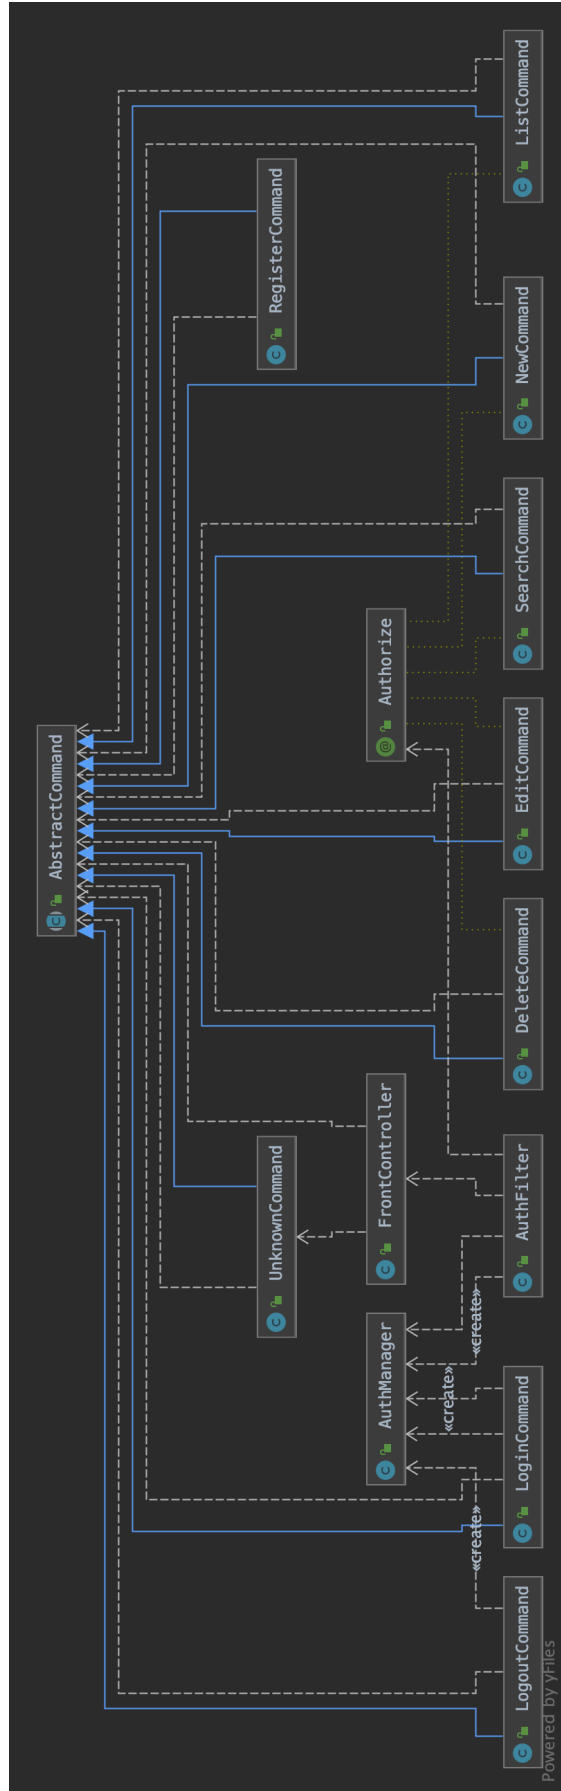 AbstractCommand
UnknownCommand
RegisterCommand
AuthManager
FrontController
Authorize
«create»
«create»
«create»
LogoutCommand
LoginCommand
AuthFilter
DeleteCommand
EditCommand
SearchCommand
NewCommand
ListCommand
Powered by yFiles